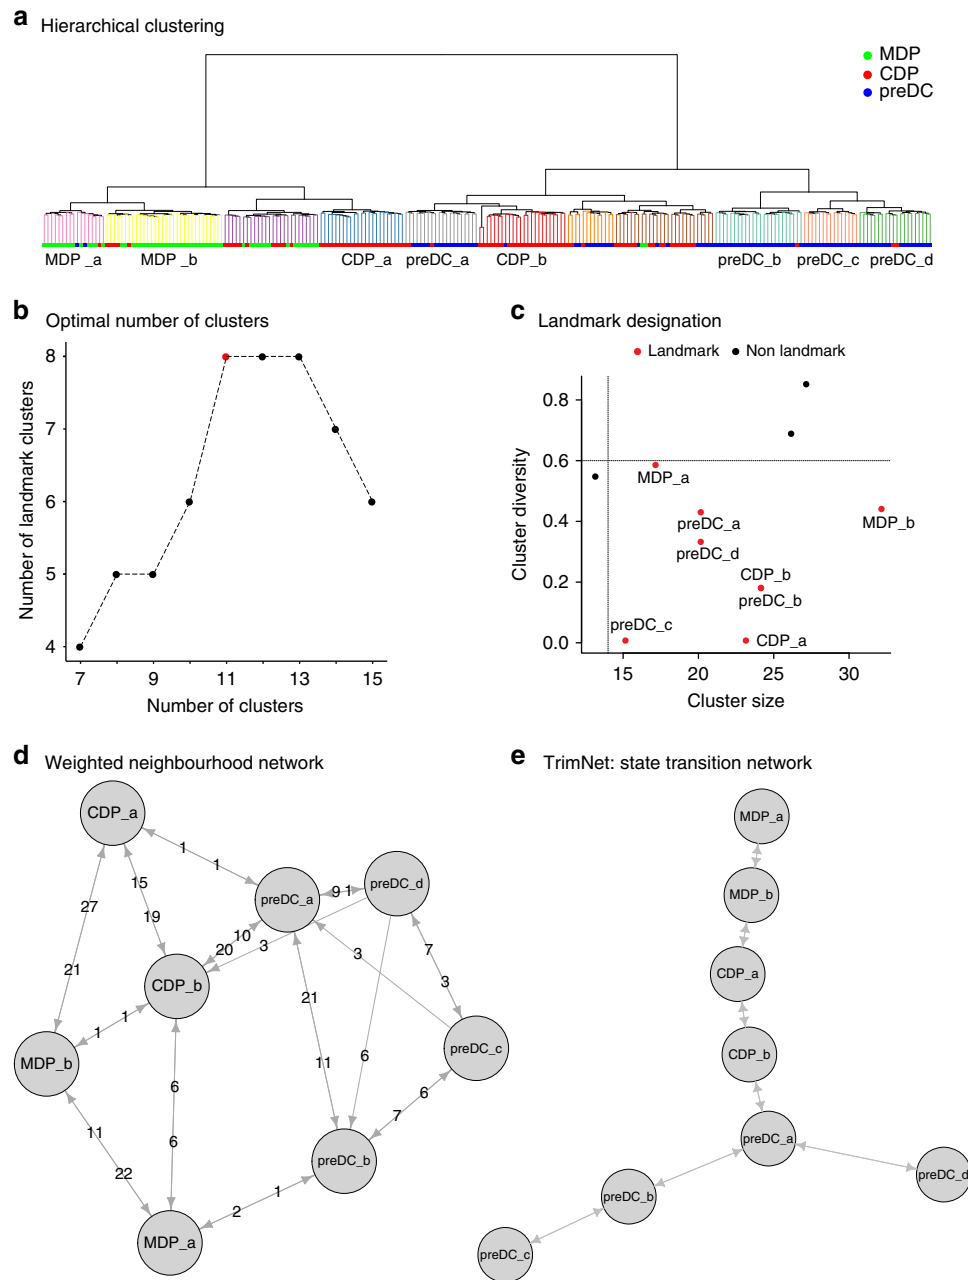 a Hierarchical clustering
MDP
CDP
preDC
MDP _a
MDP _b
CDP_a
preDC_a
CDP_b
preDC_b
preDC_c
preDC_d
b Optimal number of clusters
8
7
6
5
4
7
9
11
13
15
Number of landmark clusters
Number of clusters
c Landmark designation
Landmark
Non landmark
0.8
0.6
0.4
0.2
0.0
15
20
25
30
Cluster diversity
Cluster size
MDP_a
MDP_b
preDC_a
preDC_d
CDP_b
preDC_b
preDC_c
CDP_a
d Weighted neighbourhood network
CDP_a
preDC_a
preDC_d
CDP_b
MDP_b
preDC_c
preDC_b
MDP_a
1
1
15
19
27
21
9
1
10
20
3
3
7
3
1
1
21
11
6
6
6
7
6
11
22
1
2
e TrimNet: state transition network
MDP_a
MDP_b
CDP_a
CDP_b
preDC_a
preDC_b
preDC_d
preDC_c